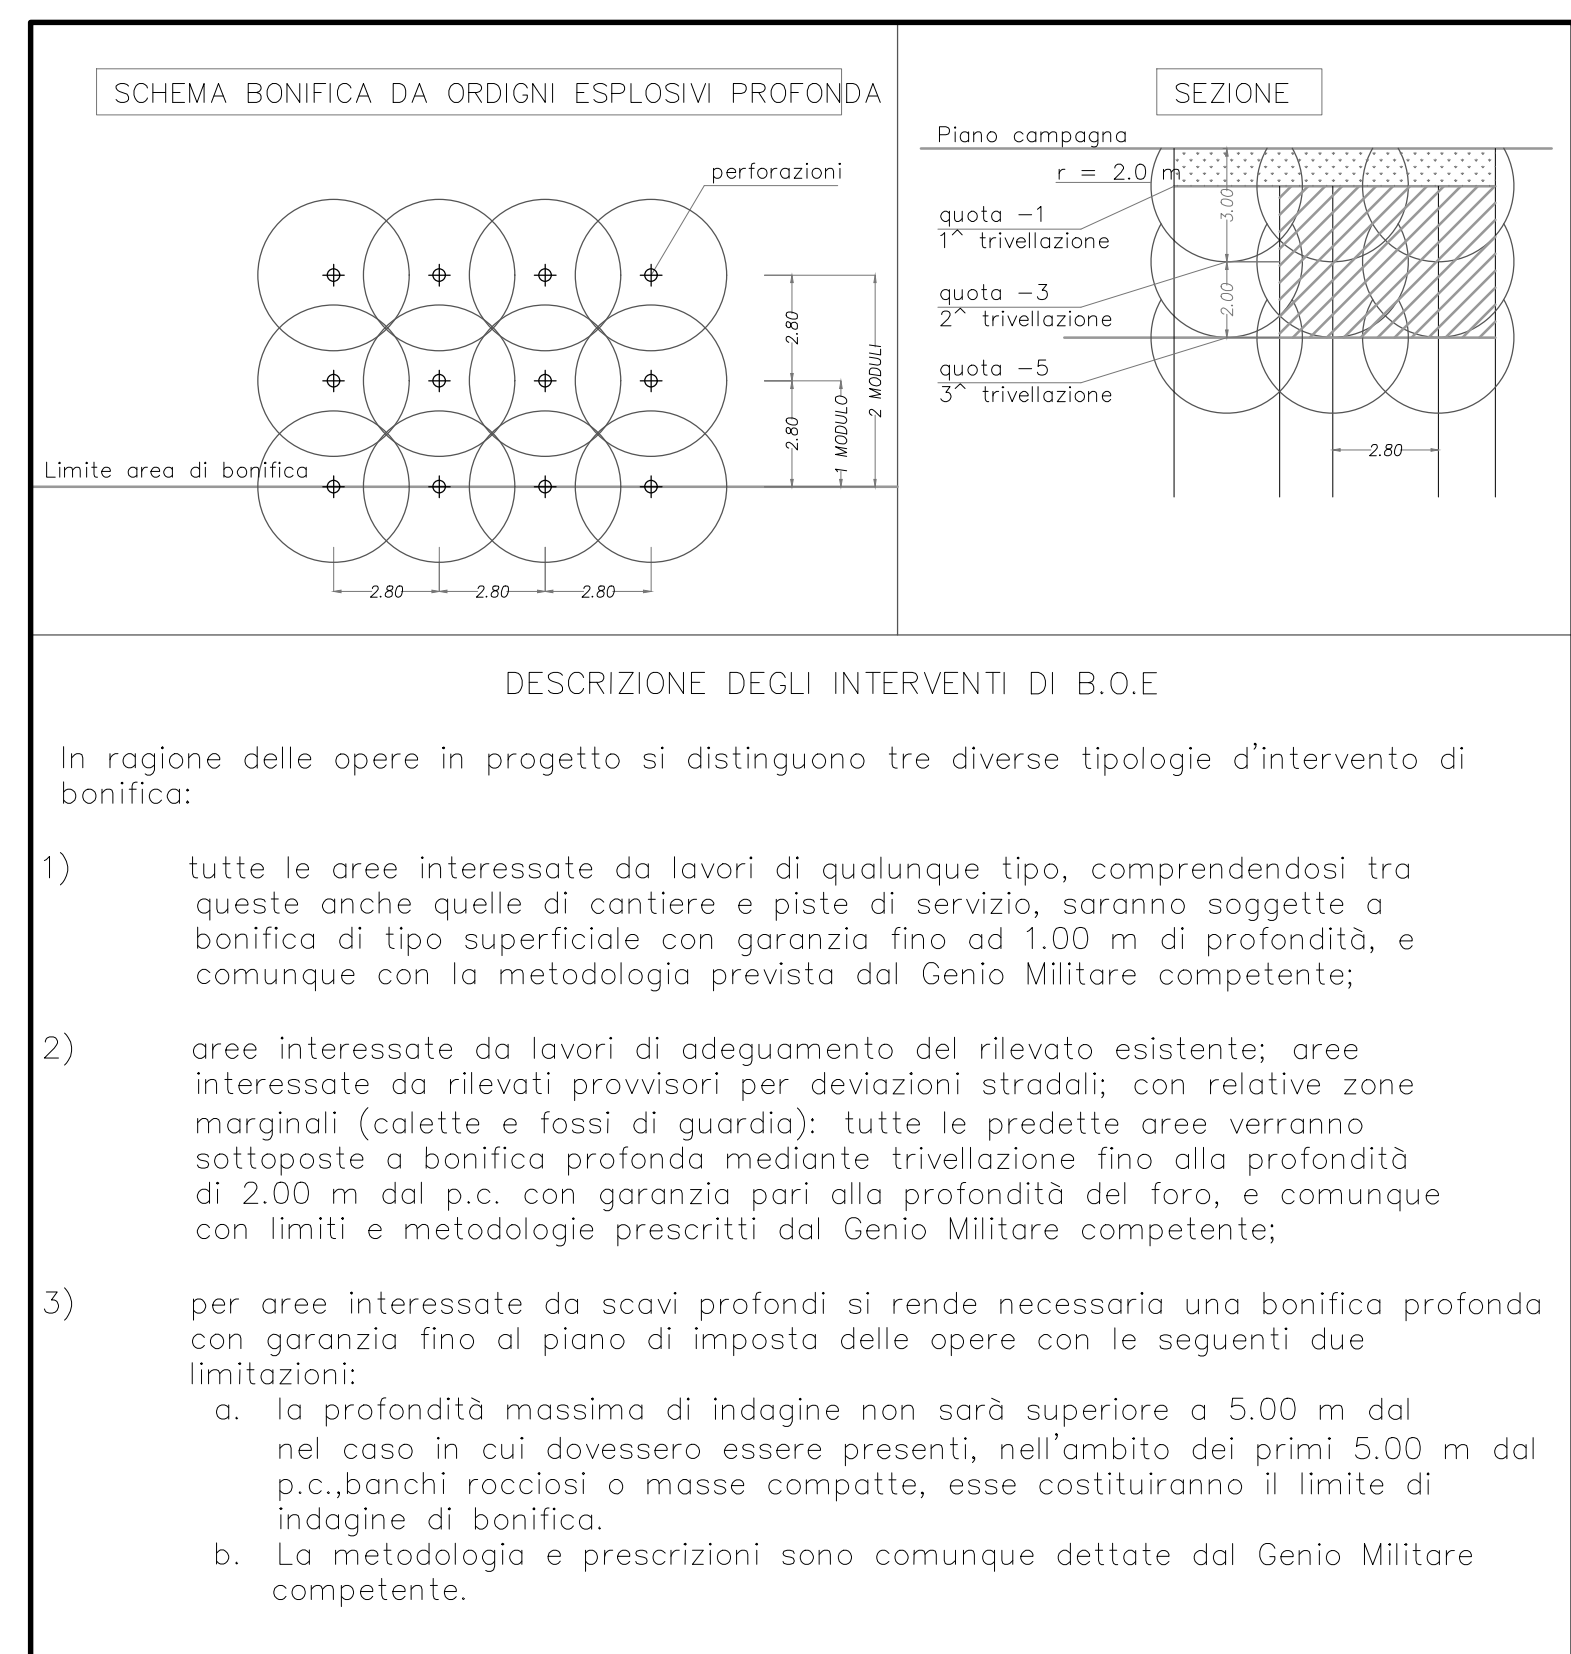 SCHEMA BONIFICA DA ORDIGNI ESPLOSIVI PROFONDA
perforazioni
2.80
2.80
1 MODULO
2 MODULI
Limite area di bonifica
2.80
2.80
2.80
SEZIONE
Piano campagna
r = 2.0 m
3.00
quota -1
1^ trivellazione
2.00
quota -3
2^ trivellazione
quota -5
3^ trivellazione
2.80
DESCRIZIONE DEGLI INTERVENTI DI B.O.E
In ragione delle opere in progetto si distinguono tre diverse tipologie d'intervento di
bonifica:
1) tutte le aree interessate da lavori di qualunque tipo, comprendendosi tra
queste anche quelle di cantiere e piste di servizio, saranno soggette a
bonifica di tipo superficiale con garanzia fino ad 1.00 m di profondità, e
comunque con la metodologia prevista dal Genio Militare competente;
2) aree interessate da lavori di adeguamento del rilevato esistente; aree
interessate da rilevati provvisori per deviazioni stradali; con relative zone
marginali (calette e fossi di guardia): tutte le predette aree verranno
sottoposte a bonifica profonda mediante trivellazione fino alla profondità
di 2.00 m dal p.c. con garanzia pari alla profondità del foro, e comunque
con limiti e metodologie prescritti dal Genio Militare competente;
3) per aree interessate da scavi profondi si rende necessaria una bonifica profonda
con garanzia fino al piano di imposta delle opere con le seguenti due
limitazioni:
a. la profondità massima di indagine non sarà superiore a 5.00 m dal
nel caso in cui dovessero essere presenti, nell'ambito dei primi 5.00 m dal
p.c.,banchi rocciosi o masse compatte, esse costituiranno il limite di
indagine di bonifica.
b. La metodologia e prescrizioni sono comunque dettate dal Genio Militare
competente.